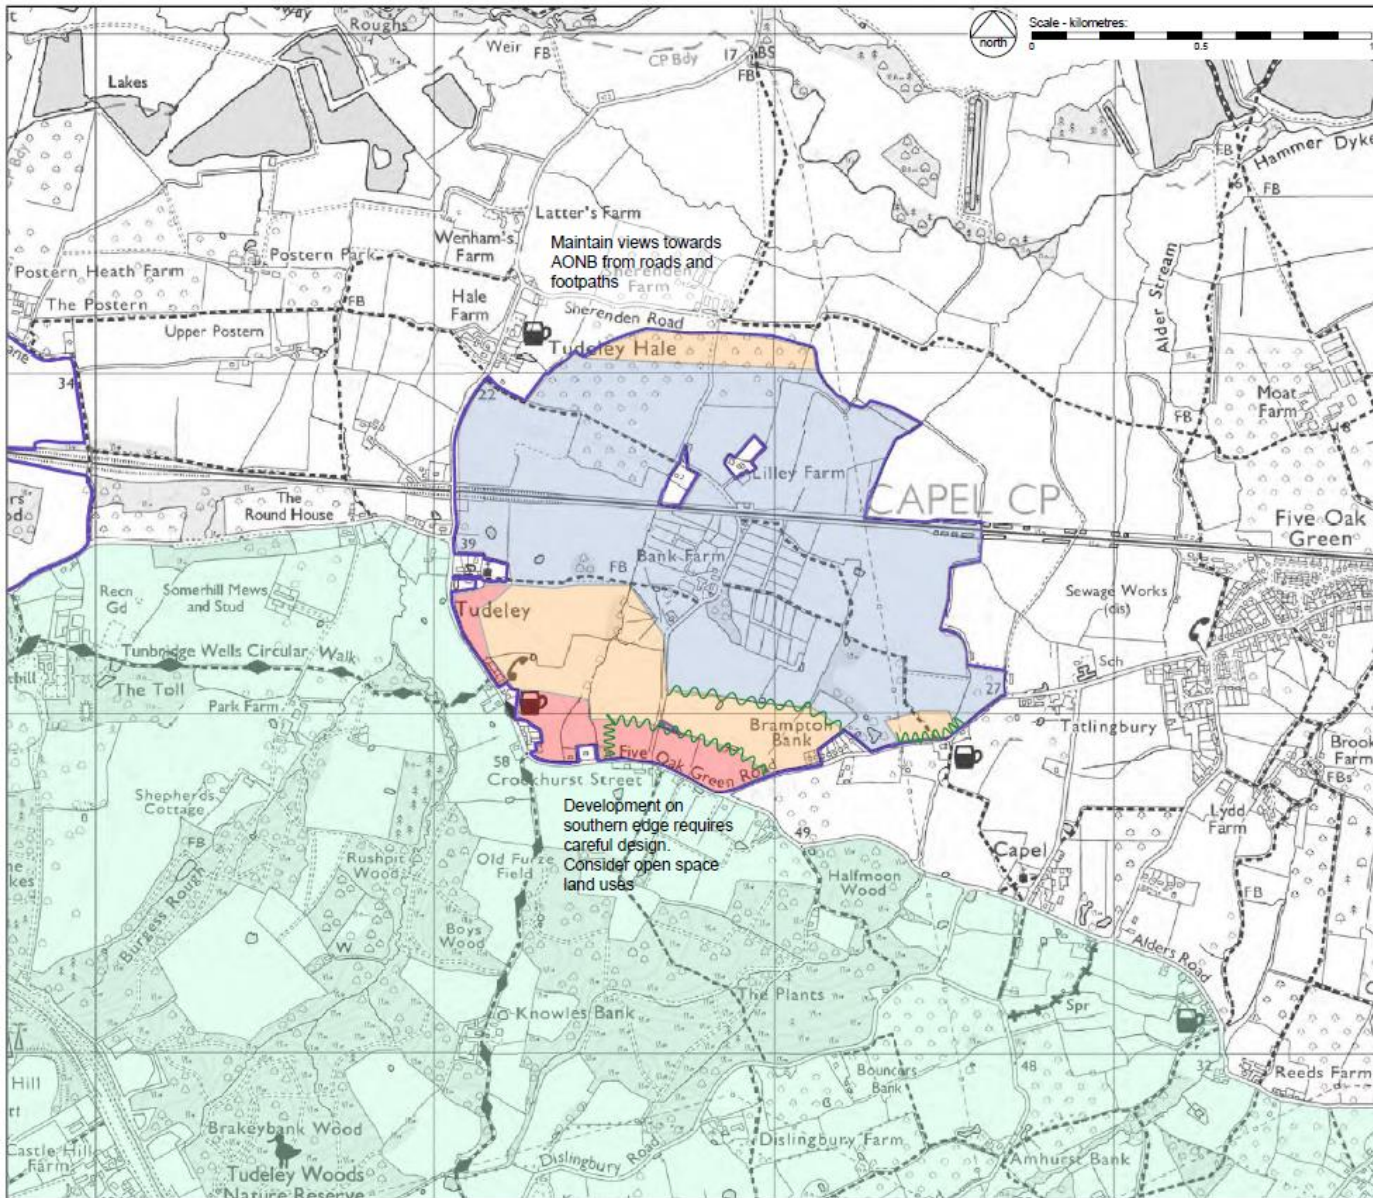 Way
Roughs
Weir
FB
CP Bdy
17
BS
FB
north
Scale - kilometres:
0
0.5
1
Lakes
CP Bdy
FB
Hammer Dyke
FB
Latter's Farm
Wenham's
Farm
Postern Park
Postern Heath Farm
The Postern
FB
Upper Postern
Hale
Farm
Maintain views towards
AONB from roads and
footpaths
Sherenden
Farm
Sherenden Road
Tudeley Hale
Alder Stream
34
22
FB
Moat
Farm
Lilley Farm
CAPEL CP
The
Round House
39
FB
Bank Farm
Five Oak
Green
Recn
Gd
Somerhill Mews
and Stud
Tudeley
Sewage Works
(dis)
Sch
Tunbridge Wells Circular Walk
The Toll
Park Farm
27
Tatlingbury
Brampton
Bank
Brook
Farm
FBs
58
Crockhurst Street
Five Oak Green Road
Shepherds
Cottage
FB
Development on
southern edge requires
careful design.
Consider open space
land uses
49
Lydd
Farm
Capel
Rushpit
Wood
Old Furze
Field
Halfmoon
Wood
FB
Burges Rough
Boys
Wood
W
Alders Road
The Plants
Spr
Knowles Bank
Hill
Bouncers
Bank
48
32
Reeds Farm
Brakeybank Wood
Castle Hill
Farm
Tudeley Woods
Nature Reserve
Dislingbury Road
Dislingbury Farm
Amhurst Bank